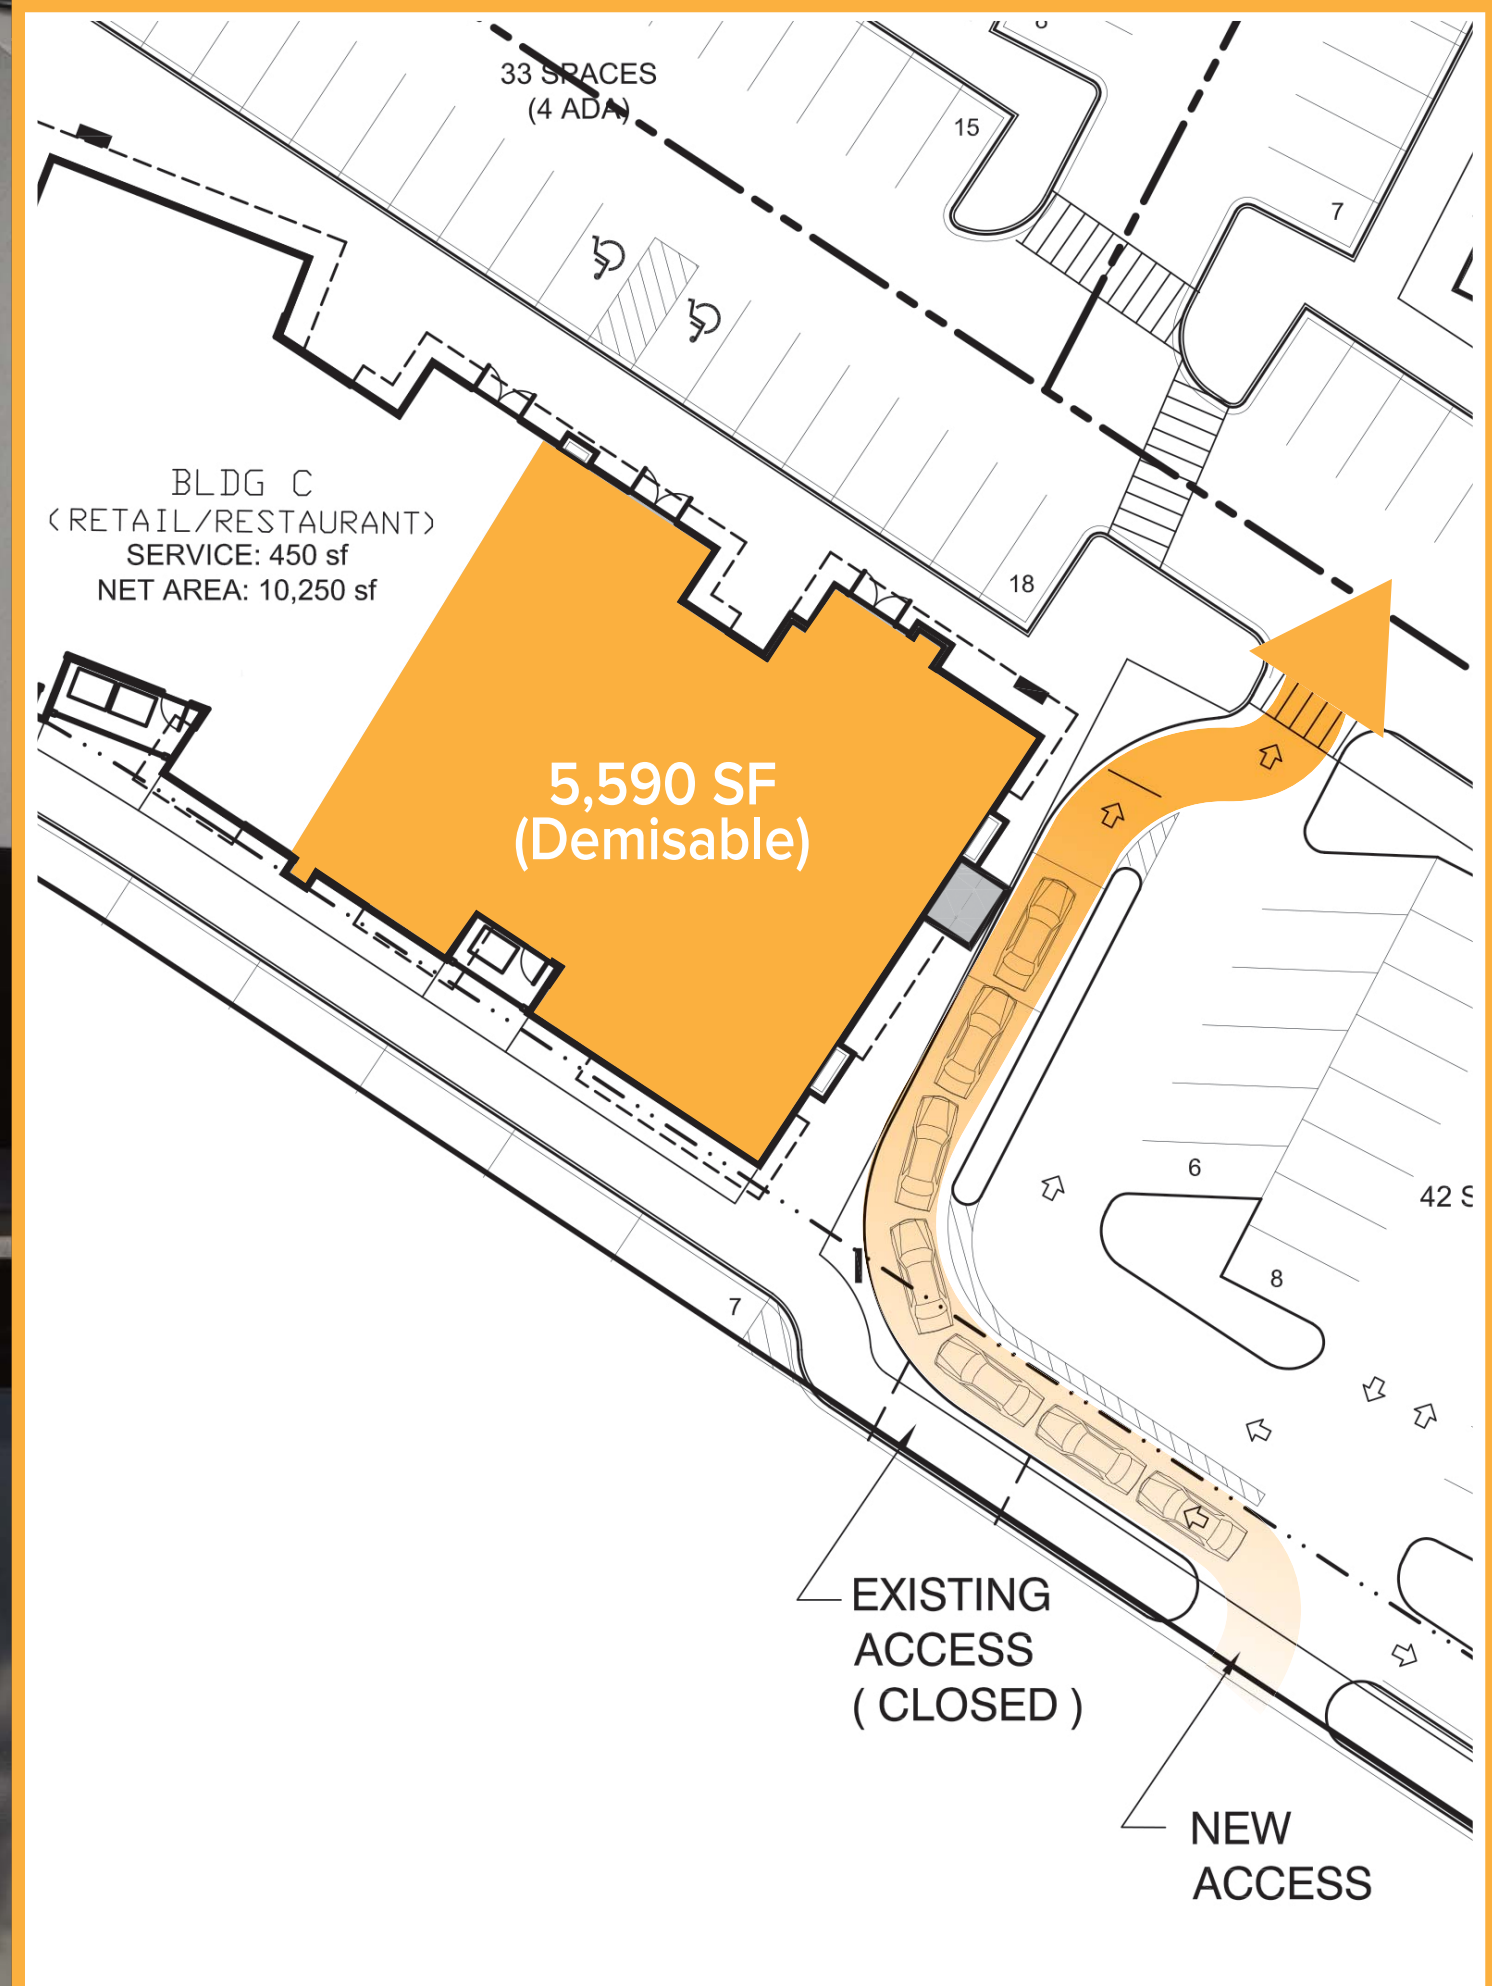 33 SPACES
(4 ADA)
15
7
BLDG C
(RETAIL/RESTAURANT)
SERVICE: 450 sf
NET AREA: 10,250 sf
18
5,590 SF
(Demisable)
6
42 S
8
7
EXISTING
ACCESS
( CLOSED )
NEW
ACCESS